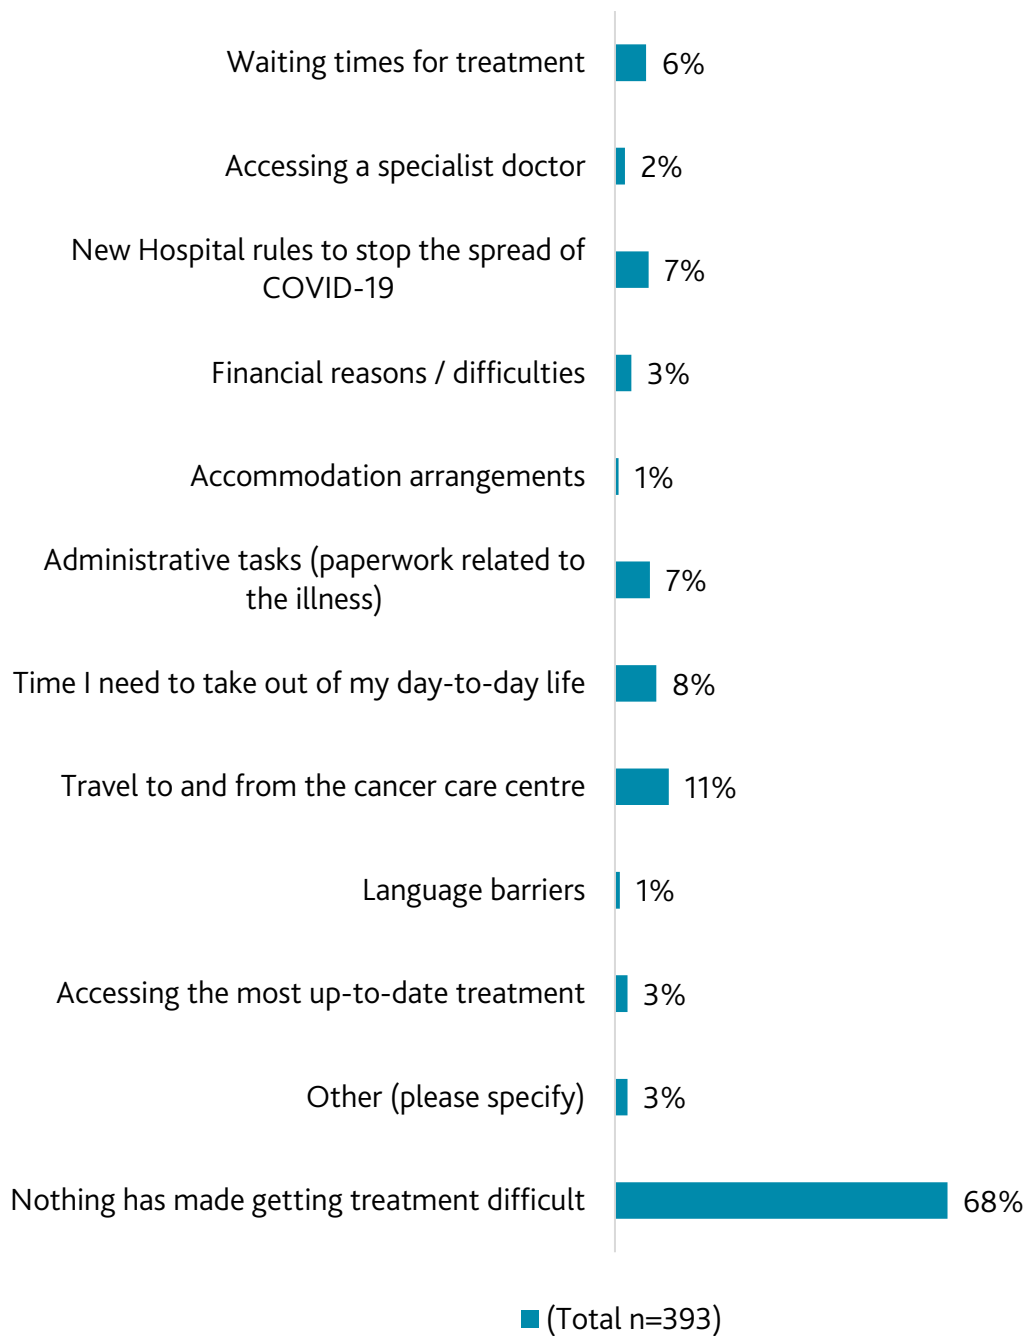 Waiting times for treatment 6%
Accessing a specialist doctor 2%
New Hospital rules to stop the spread of
COVID-19 7%
Financial reasons / difficulties 3%
Accommodation arrangements 1%
Administrative tasks (paperwork related to
the illness) 7%
Time I need to take out of my day-to-day life 8%
Travel to and from the cancer care centre 11%
Language barriers 1%
Accessing the most up-to-date treatment 3%
Other (please specify) 3%
Nothing has made getting treatment difficult 68%
(Total n=393)